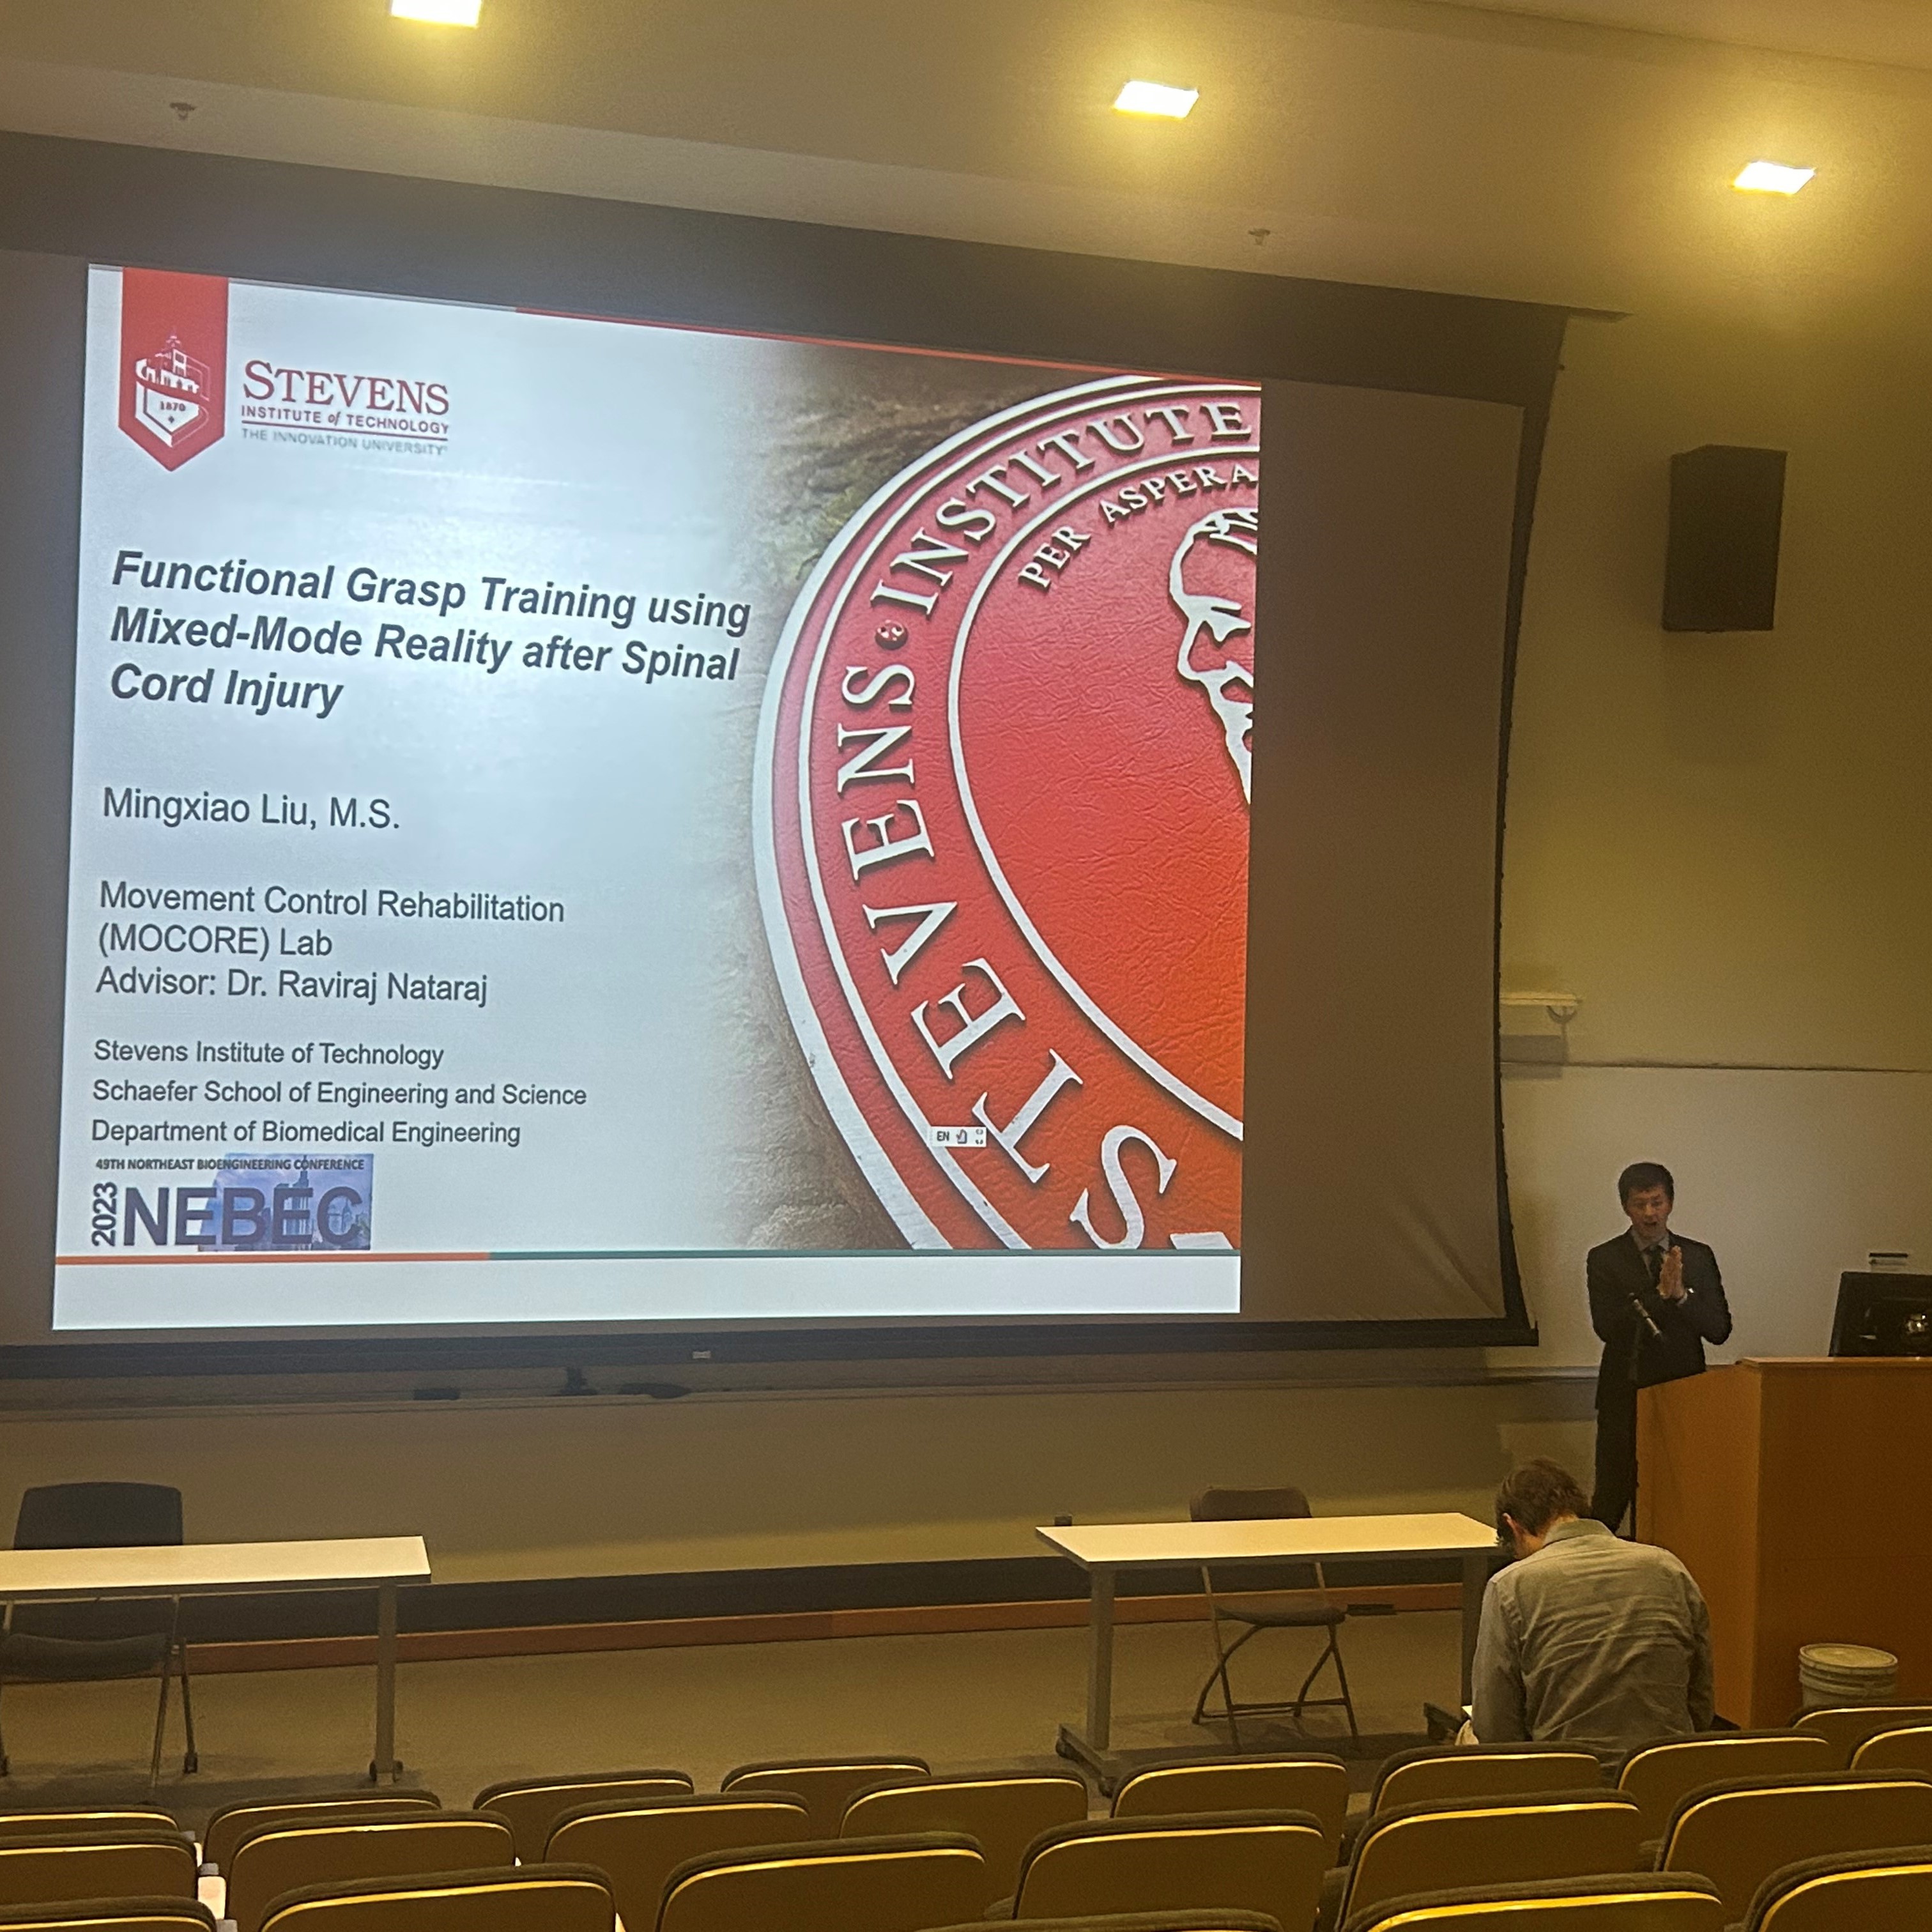 STEVENS
INSTITUTE of TECHNOLOGY
THE INNOVATION UNIVERSITY
1870
Functional Grasp Training using
Mixed-Mode Reality after Spinal
Cord Injury
Mingxiao Liu, M.S.
Movement Control Rehabilitation
(MOCORE) Lab
Advisor: Dr. Raviraj Nataraj
Stevens Institute of Technology
Schaefer School of Engineering and Science
Department of Biomedical Engineering
49TH NORTHEAST BIOENGINEERING CONFERENCE
2023 NEBEC
STEVENS • INSTITUTE
PER ASPERA
STE
EN